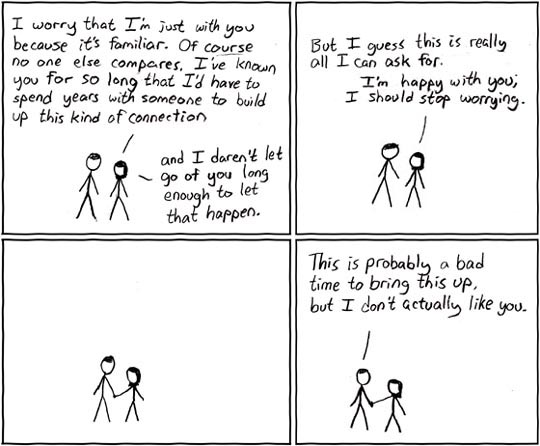 I worry that I'm just with you
because it's familiar. Of course
no one else compares. I've known
you for so long that I'd have to
spend years with someone to build
up this kind of connection
and I daren't let
go of you long
enough to let
that happen.
But I guess this is really
all I can ask for.
I'm happy with you;
I should stop worrying.
This is probably a bad
time to bring this up,
but I don't actually like you.